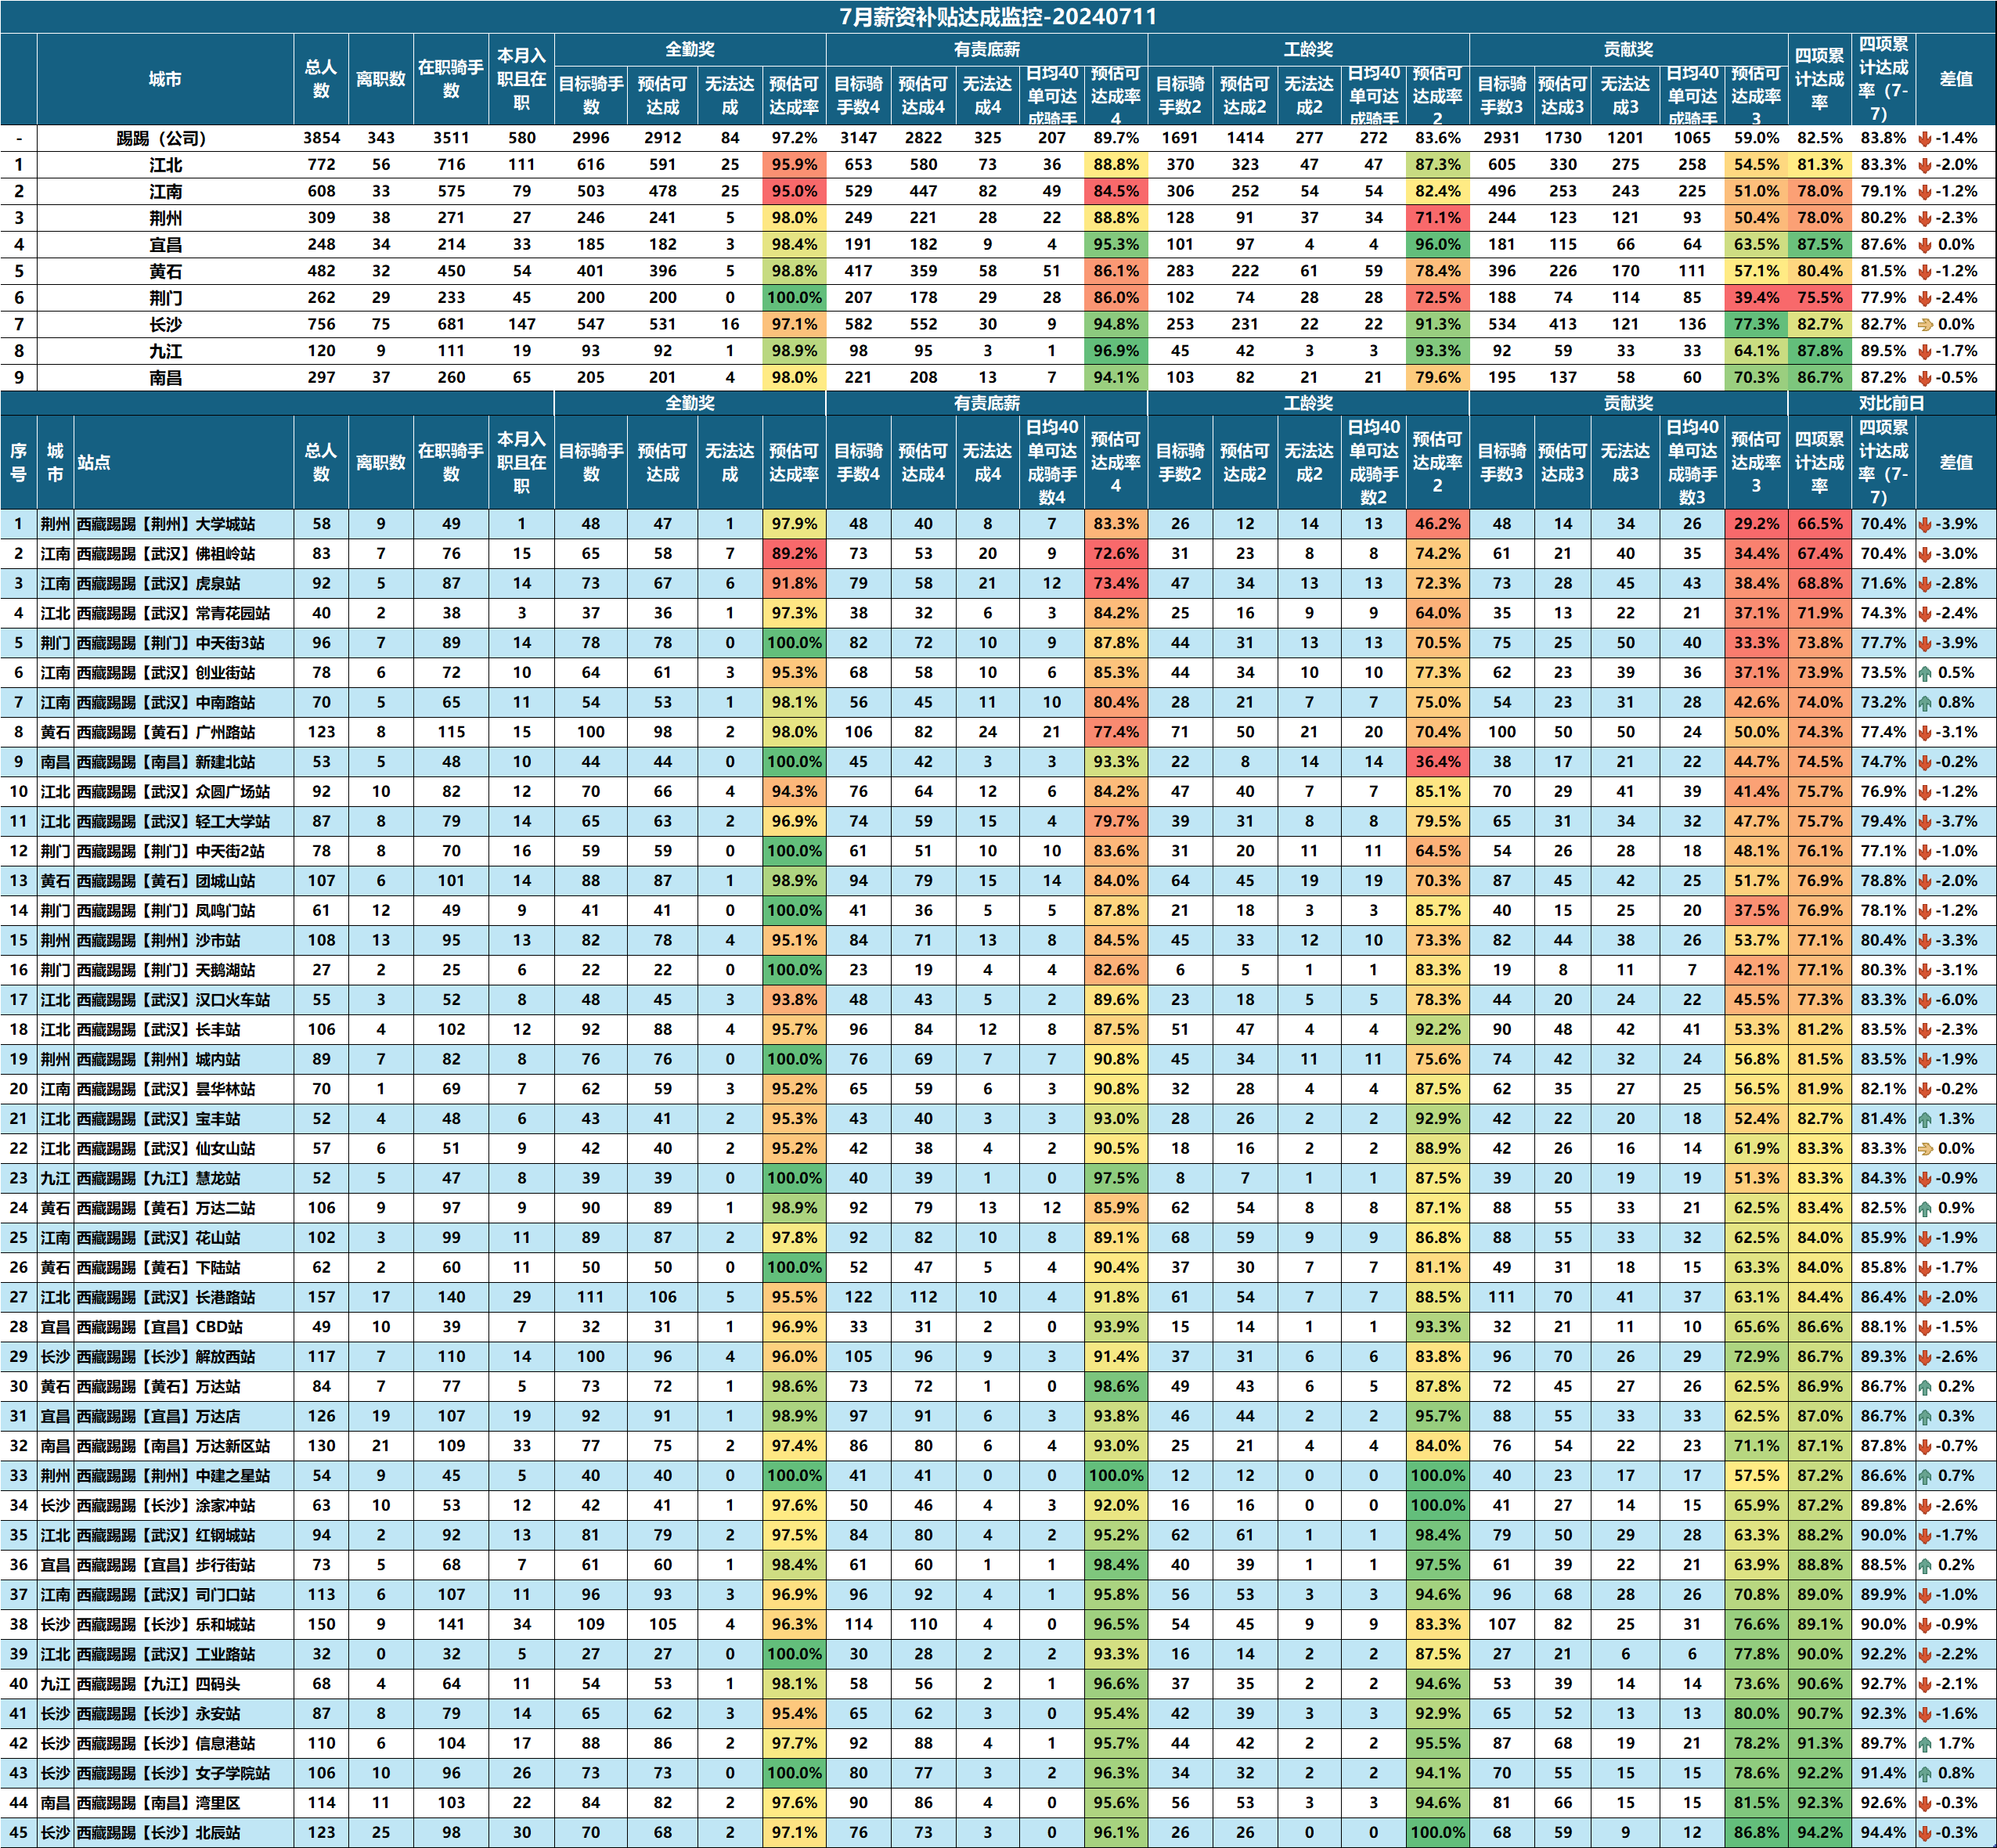 7月薪资补贴达成监控-20240711
城市 总人数 离职数 在职骑手数 本月入职且在职 全勤奖 有责底薪 工龄奖 贡献奖 四项累计达成率 四项累计达成率（7-7） 差值
目标骑手数 预估可达成 无法达成 预估可达成率 目标骑手数4 预估可达成4 无法达成4 日均40单可达成骑手 预估可达成率4 目标骑手数2 预估可达成2 无法达成2 日均40单可达成骑手 预估可达成率2 目标骑手数3 预估可达成3 无法达成3 日均40单可达成骑手 预估可达成率3
- 踢踢（公司） 3854 343 3511 580 2996 2912 84 97.2% 3147 2822 325 207 89.7% 1691 1414 277 272 83.6% 2931 1730 1201 1065 59.0% 82.5% 83.8% -1.4%
1 江北 772 56 716 111 616 591 25 95.9% 653 580 73 36 88.8% 370 323 47 47 87.3% 605 330 275 258 54.5% 81.3% 83.3% -2.0%
2 江南 608 33 575 79 503 478 25 95.0% 529 447 82 49 84.5% 306 252 54 54 82.4% 496 253 243 225 51.0% 78.0% 79.1% -1.2%
3 荆州 309 38 271 27 246 241 5 98.0% 249 221 28 22 88.8% 128 91 37 34 71.1% 244 123 121 93 50.4% 78.0% 80.2% -2.3%
4 宜昌 248 34 214 33 185 182 3 98.4% 191 182 9 4 95.3% 101 97 4 4 96.0% 181 115 66 64 63.5% 87.5% 87.6% 0.0%
5 黄石 482 32 450 54 401 396 5 98.8% 417 359 58 51 86.1% 283 222 61 59 78.4% 396 226 170 111 57.1% 80.4% 81.5% -1.2%
6 荆门 262 29 233 45 200 200 0 100.0% 207 178 29 28 86.0% 102 74 28 28 72.5% 188 74 114 85 39.4% 75.5% 77.9% -2.4%
7 长沙 756 75 681 147 547 531 16 97.1% 582 552 30 9 94.8% 253 231 22 22 91.3% 534 413 121 136 77.3% 82.7% 82.7% 0.0%
8 九江 120 9 111 19 93 92 1 98.9% 98 95 3 1 96.9% 45 42 3 3 93.3% 92 59 33 33 64.1% 87.8% 89.5% -1.7%
9 南昌 297 37 260 65 205 201 4 98.0% 221 208 13 7 94.1% 103 82 21 21 79.6% 195 137 58 60 70.3% 86.7% 87.2% -0.5%
全勤奖 有责底薪 工龄奖 贡献奖 对比前日
序号 城市 站点 总人数 离职数 在职骑手数 本月入职且在职 目标骑手数 预估可达成 无法达成 预估可达成率 目标骑手数4 预估可达成4 无法达成4 日均40单可达成骑手数4 预估可达成率4 目标骑手数2 预估可达成2 无法达成2 日均40单可达成骑手数2 预估可达成率2 目标骑手数3 预估可达成3 无法达成3 日均40单可达成骑手数3 预估可达成率3 四项累计达成率 四项累计达成率（7-7） 差值
1 荆州 西藏踢踢【荆州】大学城站 58 9 49 1 48 47 1 97.9% 48 40 8 7 83.3% 26 12 14 13 46.2% 48 14 34 26 29.2% 66.5% 70.4% -3.9%
2 江南 西藏踢踢【武汉】佛祖岭站 83 7 76 15 65 58 7 89.2% 73 53 20 9 72.6% 31 23 8 8 74.2% 61 21 40 35 34.4% 67.4% 70.4% -3.0%
3 江南 西藏踢踢【武汉】虎泉站 92 5 87 14 73 67 6 91.8% 79 58 21 12 73.4% 47 34 13 13 72.3% 73 28 45 43 38.4% 68.8% 71.6% -2.8%
4 江北 西藏踢踢【武汉】常青花园站 40 2 38 3 37 36 1 97.3% 38 32 6 3 84.2% 25 16 9 9 64.0% 35 13 22 21 37.1% 71.9% 74.3% -2.4%
5 荆门 西藏踢踢【荆门】中天街3站 96 7 89 14 78 78 0 100.0% 82 72 10 9 87.8% 44 31 13 13 70.5% 75 25 50 40 33.3% 73.8% 77.7% -3.9%
6 江南 西藏踢踢【武汉】创业街站 78 6 72 10 64 61 3 95.3% 68 58 10 6 85.3% 44 34 10 10 77.3% 62 23 39 36 37.1% 73.9% 73.5% 0.5%
7 江南 西藏踢踢【武汉】中南路站 70 5 65 11 54 53 1 98.1% 56 45 11 10 80.4% 28 21 7 7 75.0% 54 23 31 28 42.6% 74.0% 73.2% 0.8%
8 黄石 西藏踢踢【黄石】广州路站 123 8 115 15 100 98 2 98.0% 106 82 24 21 77.4% 71 50 21 20 70.4% 100 50 50 24 50.0% 74.3% 77.4% -3.1%
9 南昌 西藏踢踢【南昌】新建北站 53 5 48 10 44 44 0 100.0% 45 42 3 3 93.3% 22 8 14 14 36.4% 38 17 21 22 44.7% 74.5% 74.7% -0.2%
10 江北 西藏踢踢【武汉】众圆广场站 92 10 82 12 70 66 4 94.3% 76 64 12 6 84.2% 47 40 7 7 85.1% 70 29 41 39 41.4% 75.7% 76.9% -1.2%
11 江北 西藏踢踢【武汉】轻工大学站 87 8 79 14 65 63 2 96.9% 74 59 15 4 79.7% 39 31 8 8 79.5% 65 31 34 32 47.7% 75.7% 79.4% -3.7%
12 荆门 西藏踢踢【荆门】中天街2站 78 8 70 16 59 59 0 100.0% 61 51 10 10 83.6% 31 20 11 11 64.5% 54 26 28 18 48.1% 76.1% 77.1% -1.0%
13 黄石 西藏踢踢【黄石】团城山站 107 6 101 14 88 87 1 98.9% 94 79 15 14 84.0% 64 45 19 19 70.3% 87 45 42 25 51.7% 76.9% 78.8% -2.0%
14 荆门 西藏踢踢【荆门】凤鸣门站 61 12 49 9 41 41 0 100.0% 41 36 5 5 87.8% 21 18 3 3 85.7% 40 15 25 20 37.5% 76.9% 78.1% -1.2%
15 荆州 西藏踢踢【荆州】沙市站 108 13 95 13 82 78 4 95.1% 84 71 13 8 84.5% 45 33 12 10 73.3% 82 44 38 26 53.7% 77.1% 80.4% -3.3%
16 荆门 西藏踢踢【荆门】天鹅湖站 27 2 25 6 22 22 0 100.0% 23 19 4 4 82.6% 6 5 1 1 83.3% 19 8 11 7 42.1% 77.1% 80.3% -3.1%
17 江北 西藏踢踢【武汉】汉口火车站 55 3 52 8 48 45 3 93.8% 48 43 5 2 89.6% 23 18 5 5 78.3% 44 20 24 22 45.5% 77.3% 83.3% -6.0%
18 江北 西藏踢踢【武汉】长丰站 106 4 102 12 92 88 4 95.7% 96 84 12 8 87.5% 51 47 4 4 92.2% 90 48 42 41 53.3% 81.2% 83.5% -2.3%
19 荆州 西藏踢踢【荆州】城内站 89 7 82 8 76 76 0 100.0% 76 69 7 7 90.8% 45 34 11 11 75.6% 74 42 32 24 56.8% 81.5% 83.5% -1.9%
20 江南 西藏踢踢【武汉】昙华林站 70 1 69 7 62 59 3 95.2% 65 59 6 3 90.8% 32 28 4 4 87.5% 62 35 27 25 56.5% 81.9% 82.1% -0.2%
21 江北 西藏踢踢【武汉】宝丰站 52 4 48 6 43 41 2 95.3% 43 40 3 3 93.0% 28 26 2 2 92.9% 42 22 20 18 52.4% 82.7% 81.4% 1.3%
22 江北 西藏踢踢【武汉】仙女山站 57 6 51 9 42 40 2 95.2% 42 38 4 2 90.5% 18 16 2 2 88.9% 42 26 16 14 61.9% 83.3% 83.3% 0.0%
23 九江 西藏踢踢【九江】慧龙站 52 5 47 8 39 39 0 100.0% 40 39 1 0 97.5% 8 7 1 1 87.5% 39 20 19 19 51.3% 83.3% 84.3% -0.9%
24 黄石 西藏踢踢【黄石】万达二站 106 9 97 9 90 89 1 98.9% 92 79 13 12 85.9% 62 54 8 8 87.1% 88 55 33 21 62.5% 83.4% 82.5% 0.9%
25 江南 西藏踢踢【武汉】花山站 102 3 99 11 89 87 2 97.8% 92 82 10 8 89.1% 68 59 9 9 86.8% 88 55 33 32 62.5% 84.0% 85.9% -1.9%
26 黄石 西藏踢踢【黄石】下陆站 62 2 60 11 50 50 0 100.0% 52 47 5 4 90.4% 37 30 7 7 81.1% 49 31 18 15 63.3% 84.0% 85.8% -1.7%
27 江北 西藏踢踢【武汉】长港路站 157 17 140 29 111 106 5 95.5% 122 112 10 4 91.8% 61 54 7 7 88.5% 111 70 41 37 63.1% 84.4% 86.4% -2.0%
28 宜昌 西藏踢踢【宜昌】CBD站 49 10 39 7 32 31 1 96.9% 33 31 2 0 93.9% 15 14 1 1 93.3% 32 21 11 10 65.6% 86.6% 88.1% -1.5%
29 长沙 西藏踢踢【长沙】解放西站 117 7 110 14 100 96 4 96.0% 105 96 9 3 91.4% 37 31 6 6 83.8% 96 70 26 29 72.9% 86.7% 89.3% -2.6%
30 黄石 西藏踢踢【黄石】万达站 84 7 77 5 73 72 1 98.6% 73 72 1 0 98.6% 49 43 6 5 87.8% 72 45 27 26 62.5% 86.9% 86.7% 0.2%
31 宜昌 西藏踢踢【宜昌】万达店 126 19 107 19 92 91 1 98.9% 97 91 6 3 93.8% 46 44 2 2 95.7% 88 55 33 33 62.5% 87.0% 86.7% 0.3%
32 南昌 西藏踢踢【南昌】万达新区站 130 21 109 33 77 75 2 97.4% 86 80 6 4 93.0% 25 21 4 4 84.0% 76 54 22 23 71.1% 87.1% 87.8% -0.7%
33 荆州 西藏踢踢【荆州】中建之星站 54 9 45 5 40 40 0 100.0% 41 41 0 0 100.0% 12 12 0 0 100.0% 40 23 17 17 57.5% 87.2% 86.6% 0.7%
34 长沙 西藏踢踢【长沙】涂家冲站 63 10 53 12 42 41 1 97.6% 50 46 4 3 92.0% 16 16 0 0 100.0% 41 27 14 15 65.9% 87.2% 89.8% -2.6%
35 江北 西藏踢踢【武汉】红钢城站 94 2 92 13 81 79 2 97.5% 84 80 4 2 95.2% 62 61 1 1 98.4% 79 50 29 28 63.3% 88.2% 90.0% -1.7%
36 宜昌 西藏踢踢【宜昌】步行街站 73 5 68 7 61 60 1 98.4% 61 60 1 1 98.4% 40 39 1 1 97.5% 61 39 22 21 63.9% 88.8% 88.5% 0.2%
37 江南 西藏踢踢【武汉】司门口站 113 6 107 11 96 93 3 96.9% 96 92 4 1 95.8% 56 53 3 3 94.6% 96 68 28 26 70.8% 89.0% 89.9% -1.0%
38 长沙 西藏踢踢【长沙】乐和城站 150 9 141 34 109 105 4 96.3% 114 110 4 0 96.5% 54 45 9 9 83.3% 107 82 25 31 76.6% 89.1% 90.0% -0.9%
39 江北 西藏踢踢【武汉】工业路站 32 0 32 5 27 27 0 100.0% 30 28 2 2 93.3% 16 14 2 2 87.5% 27 21 6 6 77.8% 90.0% 92.2% -2.2%
40 九江 西藏踢踢【九江】四码头 68 4 64 11 54 53 1 98.1% 58 56 2 1 96.6% 37 35 2 2 94.6% 53 39 14 14 73.6% 90.6% 92.7% -2.1%
41 长沙 西藏踢踢【长沙】永安站 87 8 79 14 65 62 3 95.4% 65 62 3 0 95.4% 42 39 3 3 92.9% 65 52 13 13 80.0% 90.7% 92.3% -1.6%
42 长沙 西藏踢踢【长沙】信息港站 110 6 104 17 88 86 2 97.7% 92 88 4 1 95.7% 44 42 2 2 95.5% 87 68 19 21 78.2% 91.3% 89.7% 1.7%
43 长沙 西藏踢踢【长沙】女子学院站 106 10 96 26 73 73 0 100.0% 80 77 3 2 96.3% 34 32 2 2 94.1% 70 55 15 15 78.6% 92.2% 91.4% 0.8%
44 南昌 西藏踢踢【南昌】湾里区 114 11 103 22 84 82 2 97.6% 90 86 4 0 95.6% 56 53 3 3 94.6% 81 66 15 15 81.5% 92.3% 92.6% -0.3%
45 长沙 西藏踢踢【长沙】北辰站 123 25 98 30 70 68 2 97.1% 76 73 3 0 96.1% 26 26 0 0 100.0% 68 59 9 12 86.8% 94.2% 94.4% -0.3%